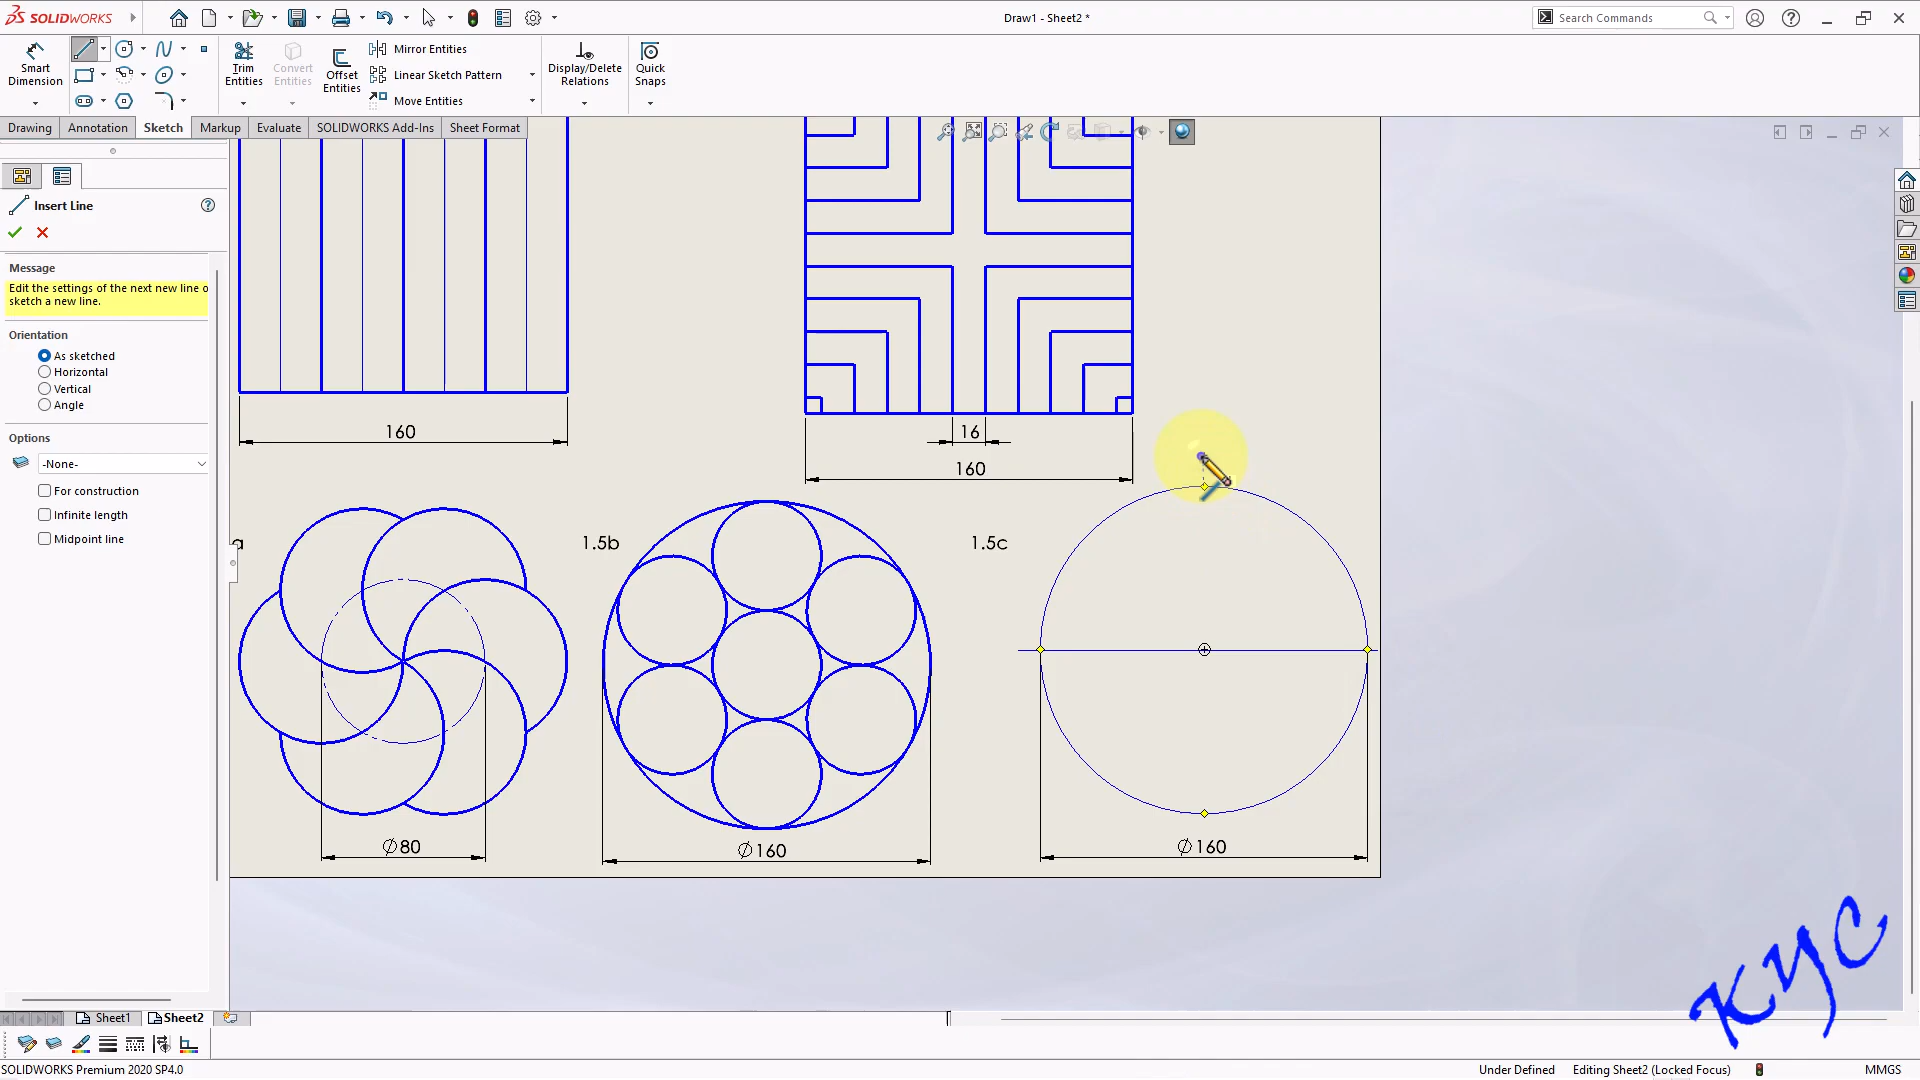 SOLIDWORKS
Draw1 - Sheet2 *
Search Commands
Smart Dimension
Trim Entities
Convert Entities
Offset Entities
Mirror Entities
Linear Sketch Pattern
Move Entities
Display/Delete Relations
Quick Snaps
Drawing
Annotation
Sketch
Markup
Evaluate
SOLIDWORKS Add-Ins
Sheet Format
Insert Line
Message
Edit the settings of the next new line o
sketch a new line.
Orientation
As sketched
Horizontal
Vertical
Angle
Options
-None-
For construction
Infinite length
Midpoint line
160
16
160
a
1.5b
1.5c
∅80
∅160
∅160
KYC
Sheet1
Sheet2
SOLIDWORKS Premium 2020 SP4.0
Under Defined
Editing Sheet2 (Locked Focus)
MMGS